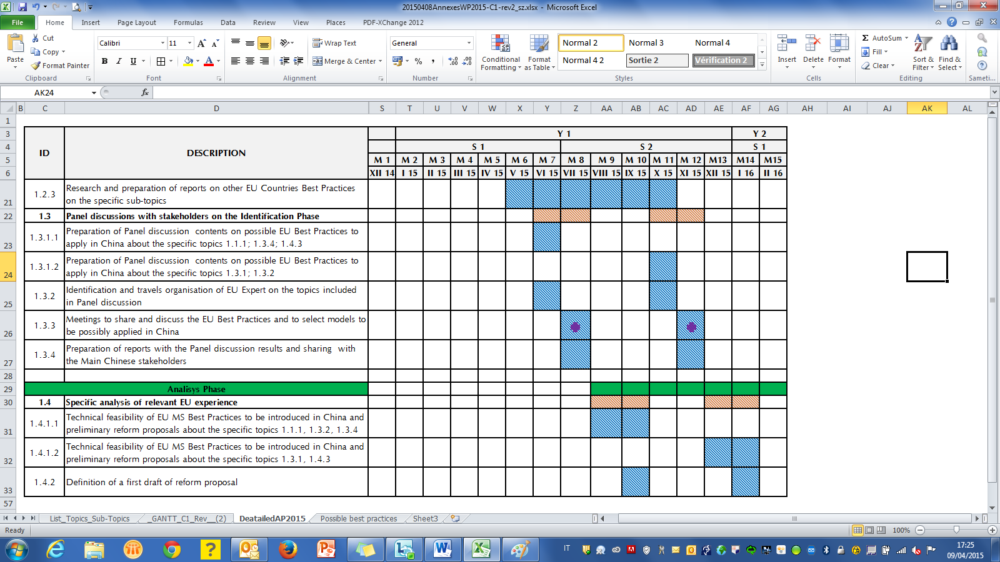 20150408AnnexesWP2015-C1-rev2_sz.xlsx - Microsoft Excel
File Home Insert Page Layout Formulas Data Review View Places PDF-XChange 2012
Paste
Cut
Copy
Format Painter
Clipboard
Calibri 11
B I U
Font
Wrap Text
Merge & Center
Alignment
General
Number
Conditional Formatting
Format as Table
Normal 2 Normal 3 Normal 4
Normal 4 2 Sortie 2 Vérification 2
Styles
Insert Delete Format
Cells
AutoSum
Fill
Clear
Sort & Filter
Find & Select
Editing
Sameti...
AK24
fx
B C D S T U V W X Y Z AA AB AC AD AE AF AG AH AI AJ AK AL
1
3 ID DESCRIPTION Y 1 Y 2
4 S 1 S 2 S 1
5 M 1 M 2 M 3 M 4 M 5 M 6 M 7 M 8 M 9 M 10 M 11 M 12 M13 M14 M15
6 XII 14 I 15 II 15 III 15 IV 15 V 15 VI 15 VII 15 VIII 15 IX 15 X 15 XI 15 XII 15 I 16 II 16
21 1.2.3 Research and preparation of reports on other EU Countries Best Practices
on the specific sub-topics
22 1.3 Panel discussions with stakeholders on the Identification Phase
23 1.3.1.1 Preparation of Panel discussion contents on possible EU Best Practices to
apply in China about the specific topics 1.1.1; 1.3.4; 1.4.3
24 1.3.1.2 Preparation of Panel discussion contents on possible EU Best Practices to
apply in China about the specific topics 1.3.1; 1.3.2
25 1.3.2 Identification and travels organisation of EU Expert on the topics included
in Panel discussion
26 1.3.3 Meetings to share and discuss the EU Best Practices and to select models to
be possibly applied in China
27 1.3.4 Preparation of reports with the Panel discussion results and sharing with
the Main Chinese stakeholders
28
29 Analisys Phase
30 1.4 Specific analysis of relevant EU experience
31 1.4.1.1 Technical feasibility of EU MS Best Practices to be introduced in China and
preliminary reform proposals about the specific topics 1.1.1, 1.3.2, 1.3.4
32 1.4.1.2 Technical feasibility of EU MS Best Practices to be introduced in China and
preliminary reform proposals about the specific topics 1.3.1, 1.4.3
33 1.4.2 Definition of a first draft of reform proposal
57
List_Topics_Sub-Topics _GANTT_C1_Rev__(2) DeatailedAP2015 Possible best practices Sheet3
Ready 100%
IT
17:25
09/04/2015